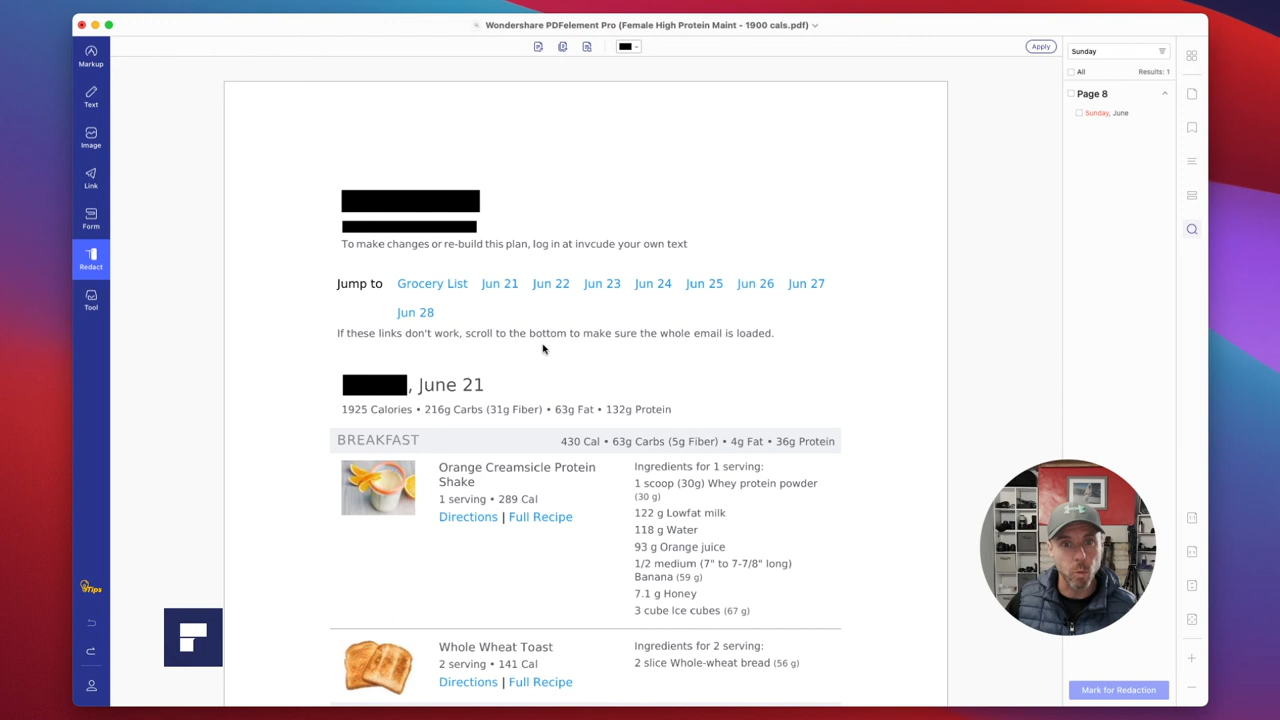 Wondershare PDFelement Pro (Female High Protein Maint - 1900 cals.pdf)
Markup
Text
Image
Link
Form
Redact
Tool
Tips
Apply
Sunday
All
Results: 1
Page 8
Sunday, June
Mark for Redaction
To make changes or re-build this plan, log in at invcude your own text
Jump to Grocery List Jun 21 Jun 22 Jun 23 Jun 24 Jun 25 Jun 26 Jun 27
Jun 28
If these links don't work, scroll to the bottom to make sure the whole email is loaded.
, June 21
1925 Calories • 216g Carbs (31g Fiber) • 63g Fat • 132g Protein
BREAKFAST 430 Cal • 63g Carbs (5g Fiber) • 4g Fat • 36g Protein
Orange Creamsicle Protein
Shake
1 serving • 289 Cal
Directions | Full Recipe
Ingredients for 1 serving:
1 scoop (30g) Whey protein powder
(30 g)
122 g Lowfat milk
118 g Water
93 g Orange juice
1/2 medium (7" to 7-7/8" long)
Banana (59 g)
7.1 g Honey
3 cube Ice cubes (67 g)
Whole Wheat Toast
2 serving • 141 Cal
Directions | Full Recipe
Ingredients for 2 serving:
2 slice Whole-wheat bread (56 g)